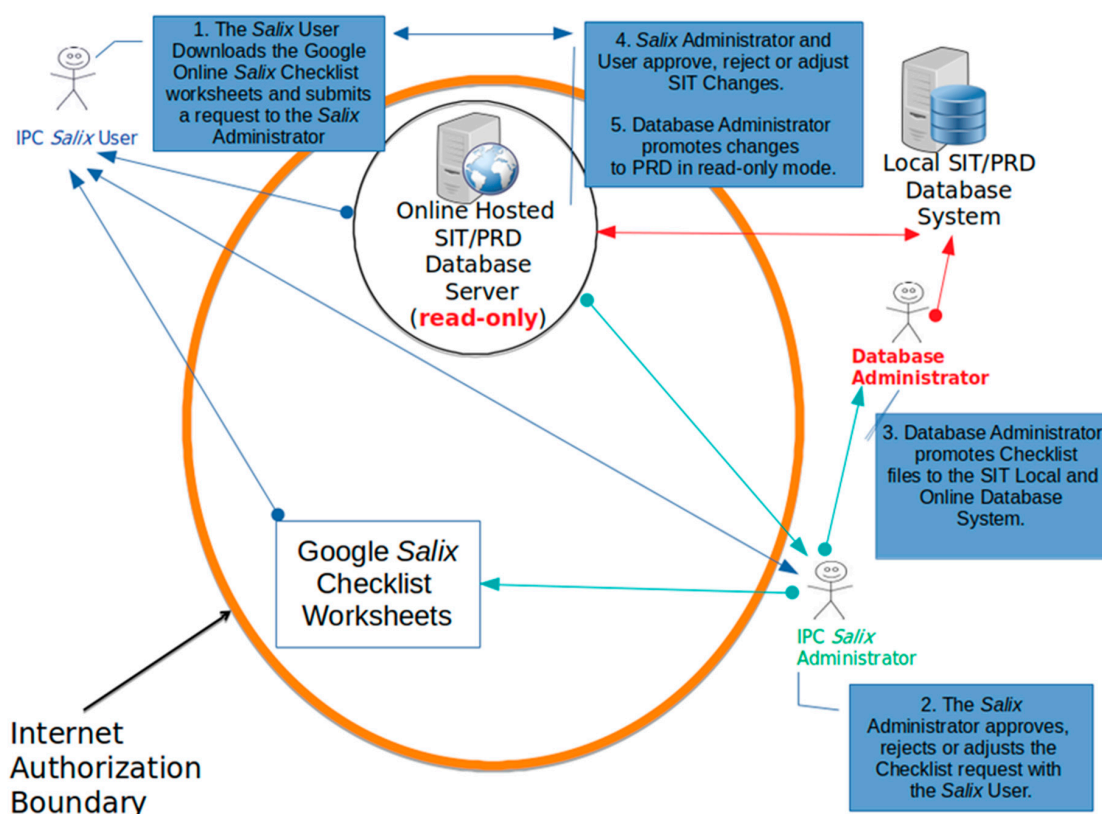 1. The Salix User
Downloads the Google
Online Salix Checklist
worksheets and submits
a request to the Salix
Administrator
4. Salix Administrator and
User approve, reject or adjust
SIT Changes.
5. Database Administrator
promotes changes
to PRD in read-only mode.
IPC Salix User
Local SIT/PRD
Database
System
Online Hosted
SIT/PRD
Database
Server
(read-only)
Database
Administrator
3. Database Administrator
promotes Checklist
files to the SIT Local and
Online Database
System.
Google Salix
Checklist
Worksheets
IPC Salix
Administrator
2. The Salix
Administrator approves,
rejects or adjusts the
Checklist request with
the Salix User.
Internet
Authorization
Boundary